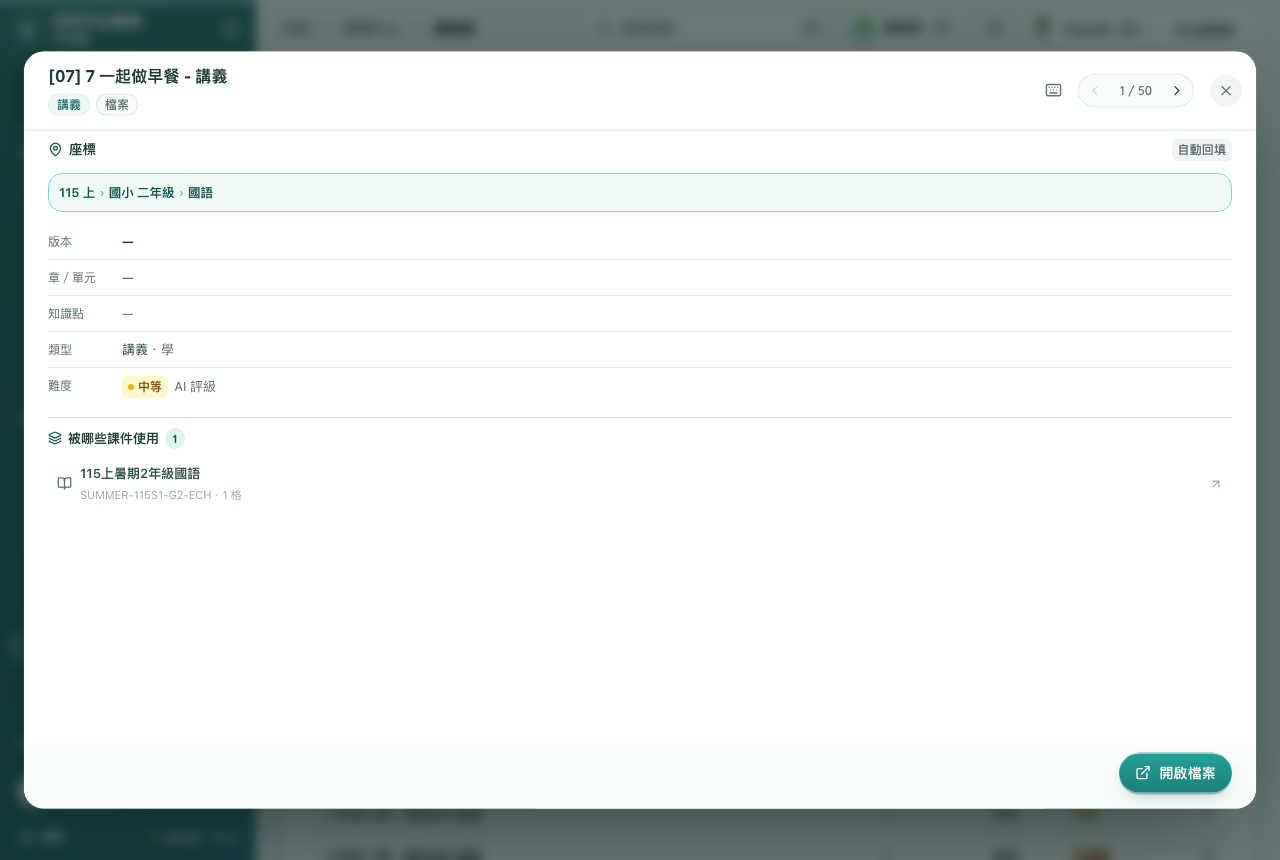 [07] 7 一起做早餐 - 講義
講義 檔案
1 / 50
座標
自動回填
115 上 › 國小 二年級 › 國語
版本 —
章 / 單元 —
知識點 —
類型 講義 · 學
難度 中等 AI 評級
被哪些課件使用 1
115上暑期2年級國語
SUMMER-115S1-G2-ECH · 1 格
開啟檔案